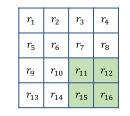 r₁ r₂ r₃ r₄
r₅ r₆ r₇ r₈
r₉ r₁₀ r₁₁ r₁₂
r₁₃ r₁₄ r₁₅ r₁₆